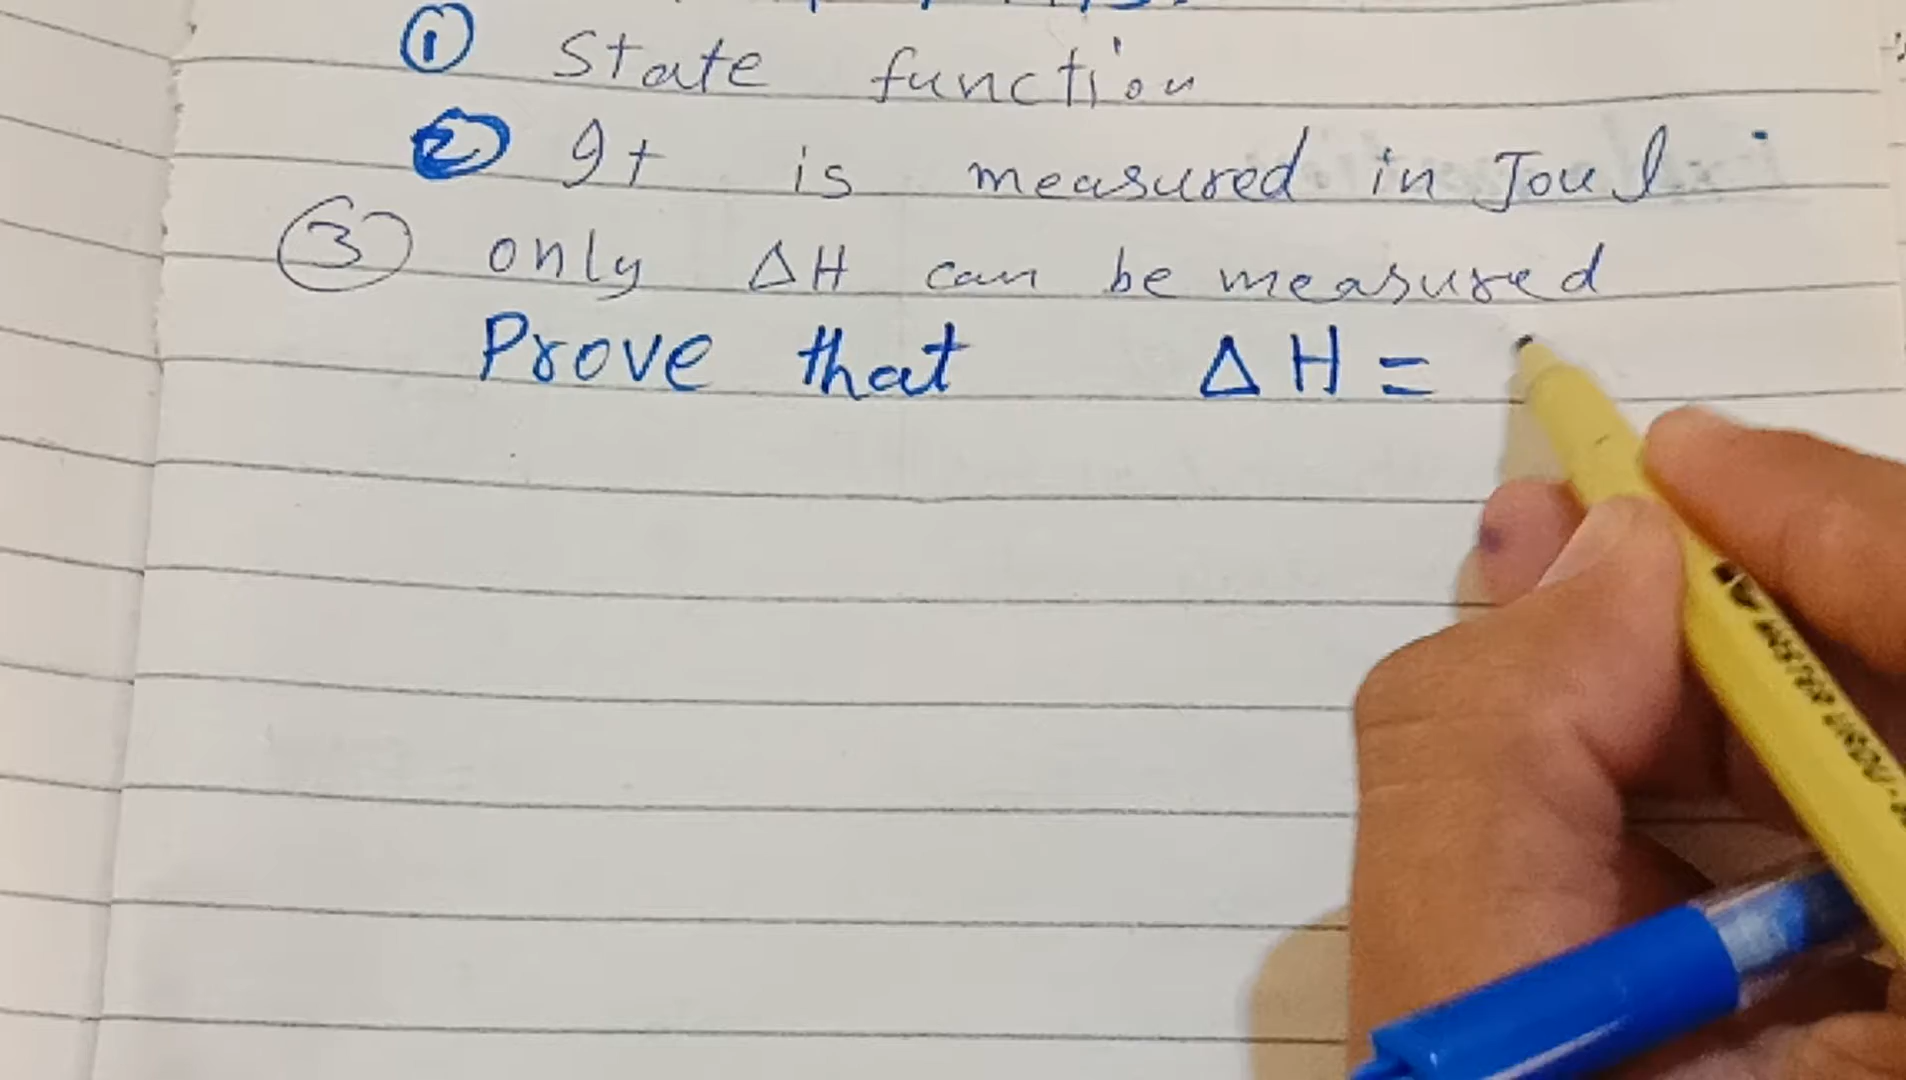 ① State function
② It is measured in Joul
③ only ΔH can be measured
Prove that ΔH =